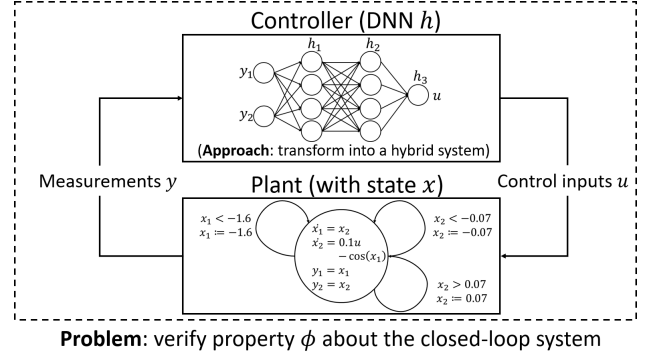 Controller (DNN h)
h₁
h₂
y₁
h₃
u
y₂
(Approach: transform into a hybrid system)
Measurements y
Control inputs u
Plant (with state x)
x₁ < −1.6
x₁ ≔ −1.6
ẋ₁ = x₂
ẋ₂ = 0.1u
− cos(x₁)
y₁ = x₁
y₂ = x₂
x₂ < −0.07
x₂ ≔ −0.07
x₂ > 0.07
x₂ ≔ 0.07
Problem: verify property ϕ about the closed-loop system